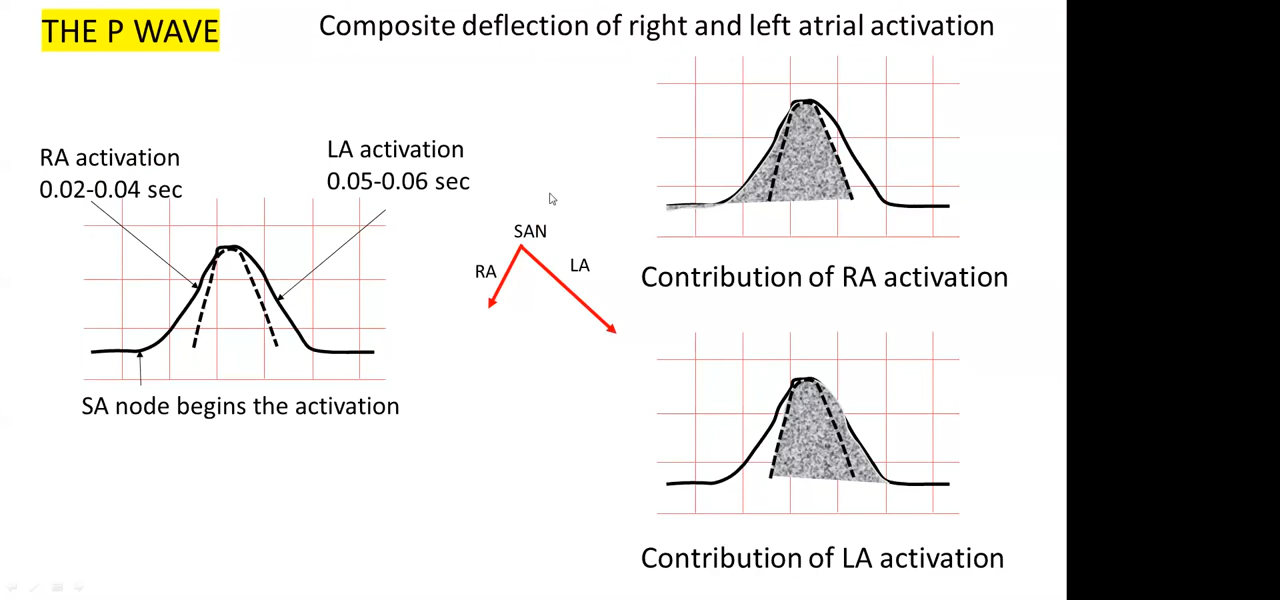 THE P WAVE
Composite deflection of right and left atrial activation
RA activation
0.02-0.04 sec
LA activation
0.05-0.06 sec
SA node begins the activation
SAN
RA
LA
Contribution of RA activation
Contribution of LA activation